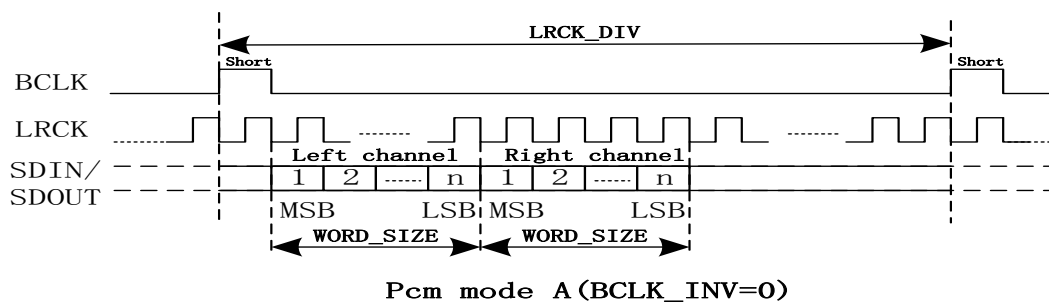 LRCK_DIV
Short Short
BCLK
LRCK
Left channel Right channel
SDIN/
SDOUT
1 2 n 1 2 n
MSB LSB MSB LSB
WORD_SIZE WORD_SIZE
Pcm mode A(BCLK_INV=0)